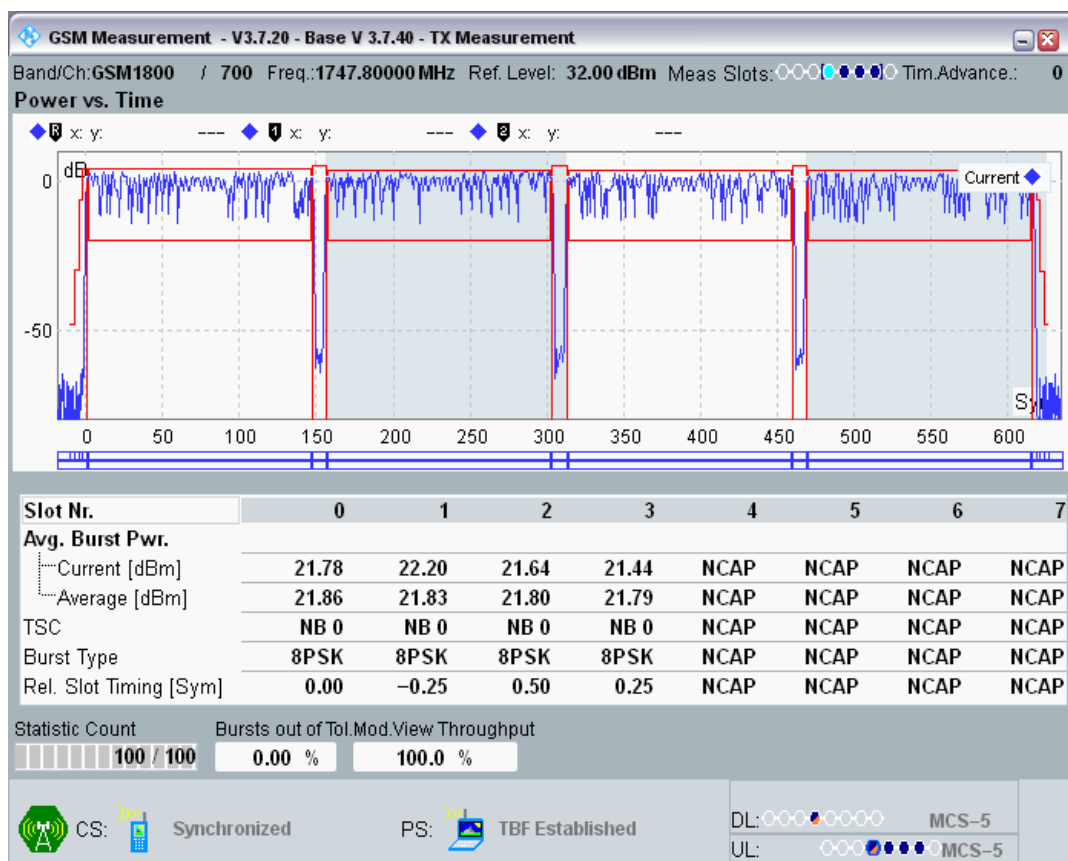 GSM Measurement - V3.7.20 - Base V 3.7.40 - TX Measurement
Band/Ch:GSM1800 / 700 Freq.:1747.80000 MHz Ref. Level: 32.00 dBm Meas Slots: Tim.Advance.: 0
Power vs. Time
R x: y: --- 1 x: y: --- 2 x: y: ---
dB
Current
0
-50
0 50 100 150 200 250 300 350 400 450 500 550 600
Slot Nr. 0 1 2 3 4 5 6 7
Avg. Burst Pwr.
Current [dBm] 21.78 22.20 21.64 21.44 NCAP NCAP NCAP NCAP
Average [dBm] 21.86 21.83 21.80 21.79 NCAP NCAP NCAP NCAP
TSC NB 0 NB 0 NB 0 NB 0 NCAP NCAP NCAP NCAP
Burst Type 8PSK 8PSK 8PSK 8PSK NCAP NCAP NCAP NCAP
Rel. Slot Timing [Sym] 0.00 −0.25 0.50 0.25 NCAP NCAP NCAP NCAP
Statistic Count Bursts out of Tol.Mod.View Throughput
100 / 100 0.00 % 100.0 %
CS: Synchronized PS: TBF Established DL: MCS−5
UL: MCS−5